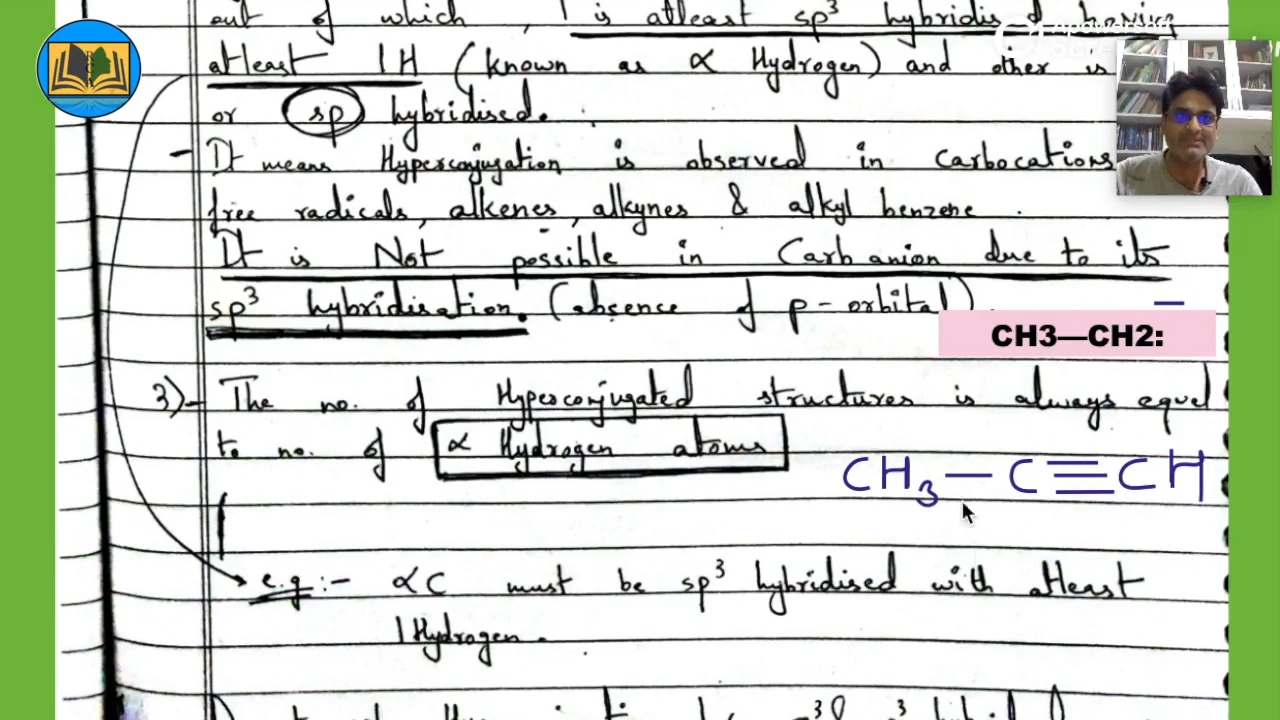 out of which, 1 is atleast sp³ hybridised having
atleast 1H (known as ∝ Hydrogen) and other is
or sp hybridised.
- It means Hyperconjugation is observed in Carbocations
free radicals, alkenes, alkynes & alkyl benzene.
It is Not possible in Carbanion due to its
sp³ hybridisation. (absence of p-orbital).
CH3—CH2:
3)- The no. of Hyperconjugated structures is always equal
to no. of ∝ Hydrogen atoms
CH₃—C≡CH
e.g:- ∝C must be sp³ hybridised with atleast
1 Hydrogen.